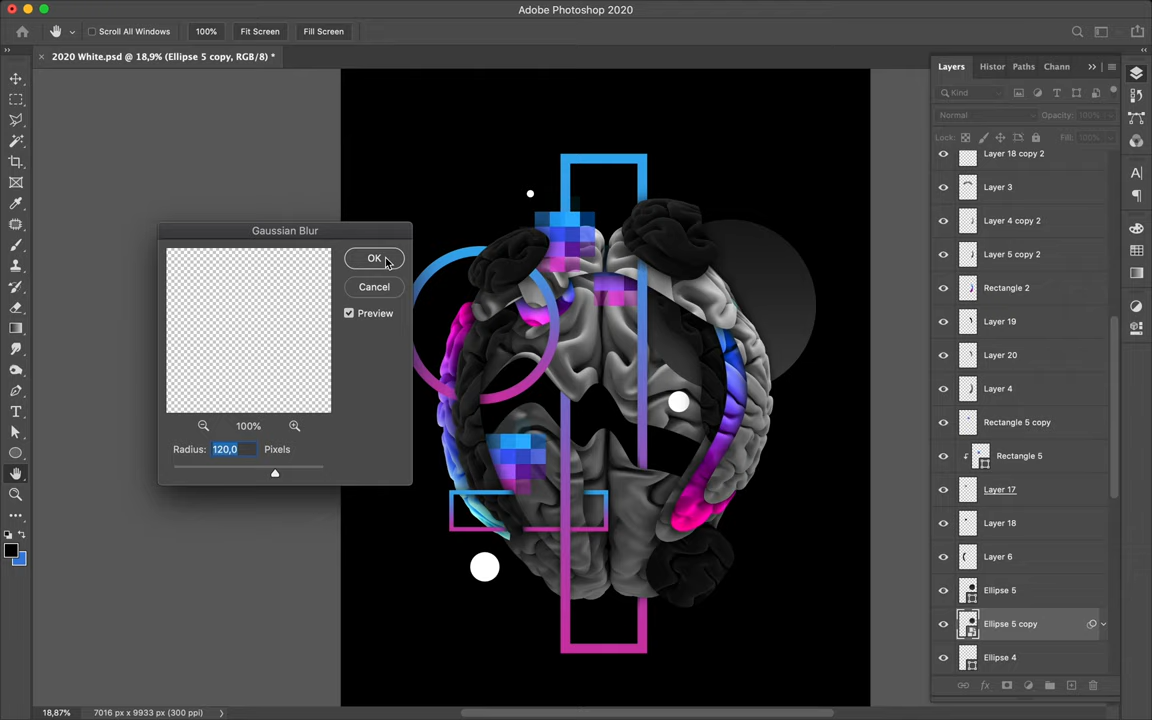 Adobe Photoshop 2020
Scroll All Windows 100% Fit Screen Fill Screen
2020 White.psd @ 18,9% (Ellipse 5 copy, RGB/8) *
Layers Histor Paths Chann
Kind
Normal Opacity: 100%
Lock: Fill: 100%
Layer 18 copy 2
Layer 3
Layer 4 copy 2
Layer 5 copy 2
Rectangle 2
Layer 19
Layer 20
Layer 4
Rectangle 5 copy
Rectangle 5
Layer 17
Layer 18
Layer 6
Ellipse 5
Ellipse 5 copy
Ellipse 4
Gaussian Blur
OK
Cancel
Preview
100%
Radius: 120,0 Pixels
18,87% 7016 px x 9933 px (300 ppi)